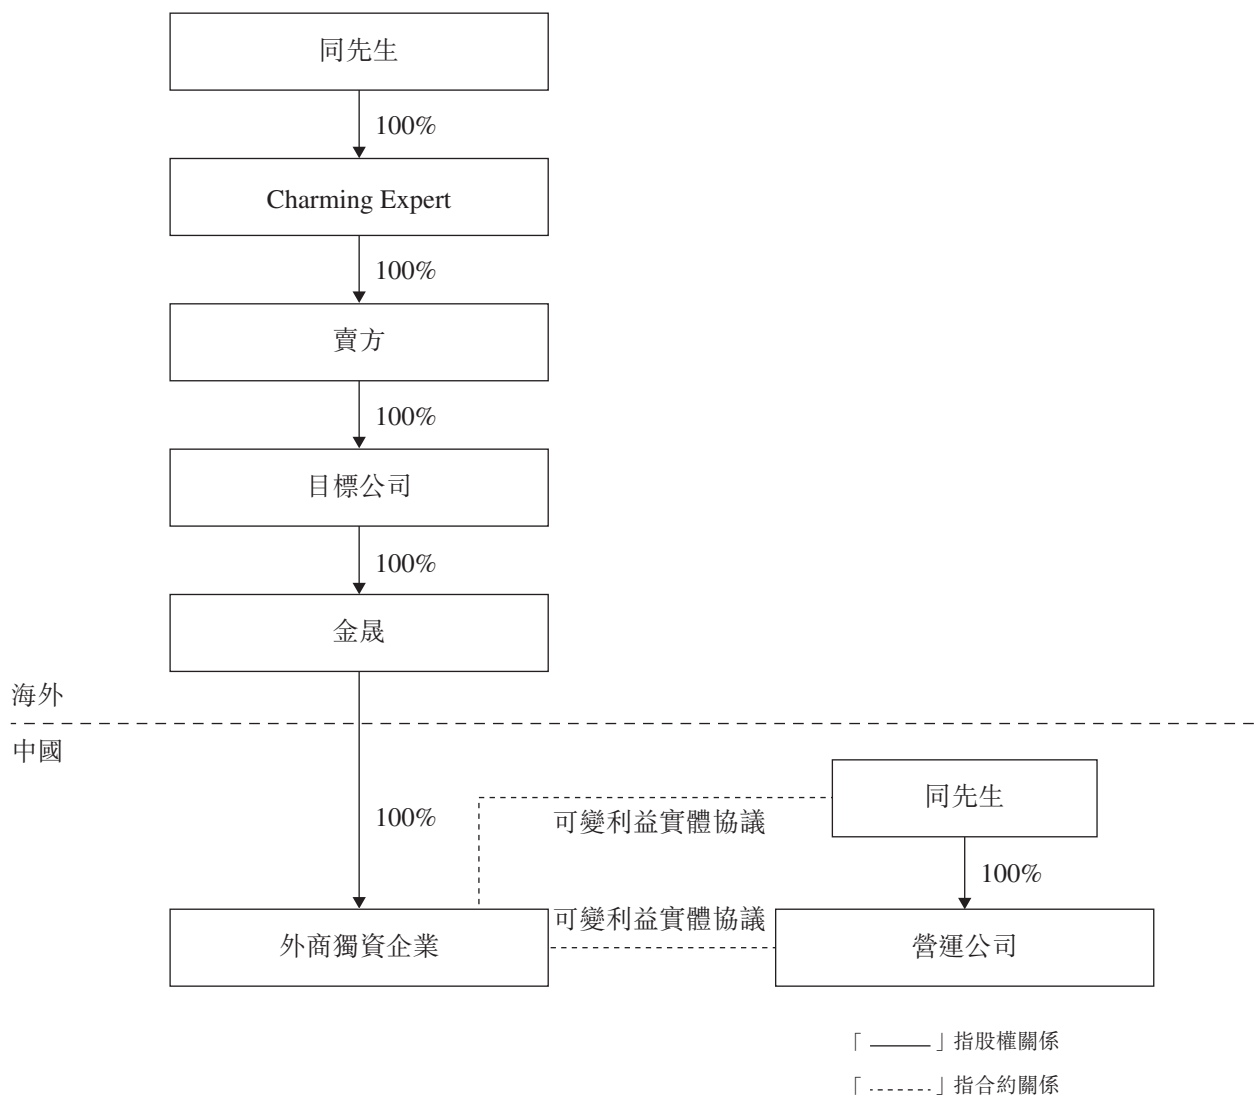 同先生
100%
Charming Expert
100%
賣方
100%
目標公司
100%
金晟
海外
中國
同先生
可變利益實體協議
100%
100%
可變利益實體協議
外商獨資企業
營運公司
「 ——— 」指股權關係
「 --------- 」指合約關係